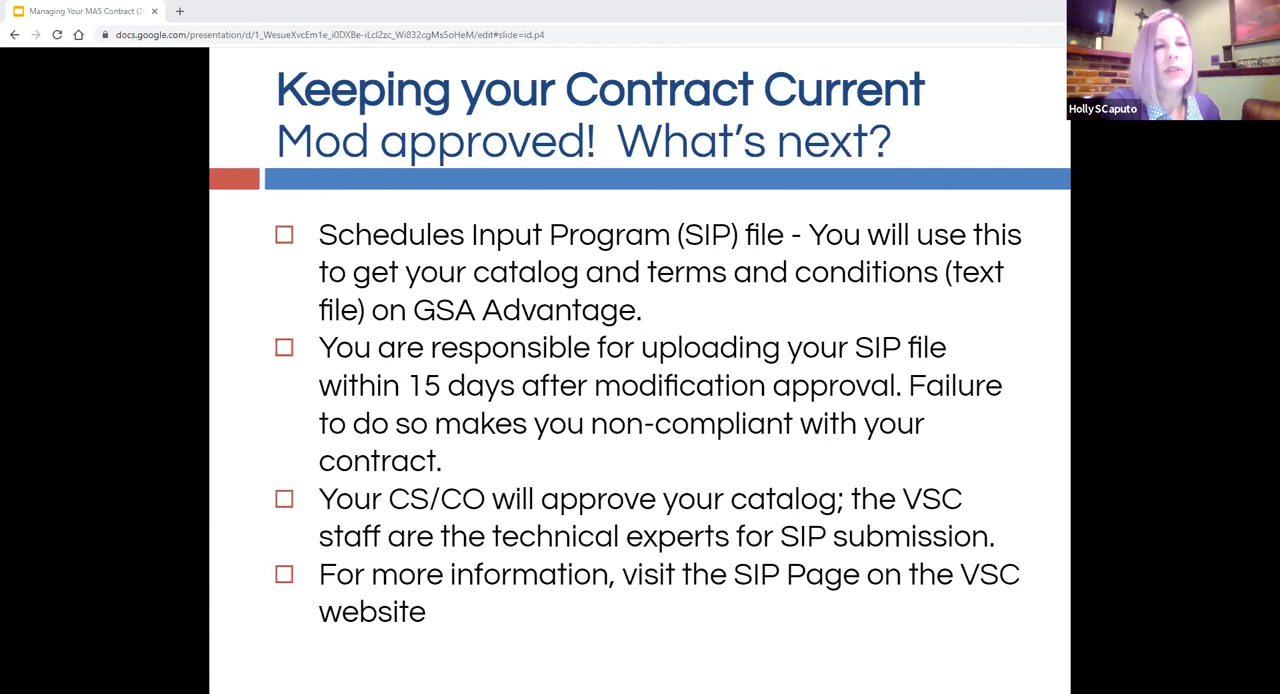 Managing Your MAS Contract (2
docs.google.com/presentation/d/1_WesueXvcEm1e_i0DXBe-iLcI2zc_Wi832cgMs5oHeM/edit#slide=id.p4
Holly SCaputo
Keeping your Contract Current
Mod approved! What's next?
Schedules Input Program (SIP) file - You will use this
to get your catalog and terms and conditions (text
file) on GSA Advantage.
You are responsible for uploading your SIP file
within 15 days after modification approval. Failure
to do so makes you non-compliant with your
contract.
Your CS/CO will approve your catalog; the VSC
staff are the technical experts for SIP submission.
For more information, visit the SIP Page on the VSC
website